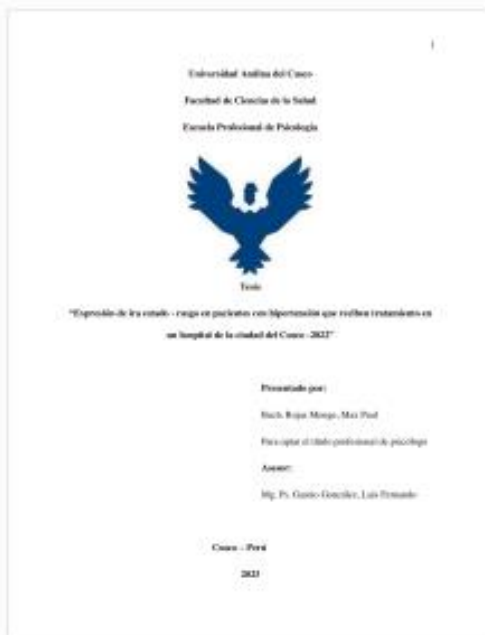 1
Universidad Andina del Cusco
Facultad de Ciencias de la Salud
Escuela Profesional de Psicología
Tesis
“Expresión de ira estado - rasgo en pacientes con hipertensión que reciben tratamiento en
un hospital de la ciudad del Cusco - 2022”
Presentado por:
Bach. Rojas Monge, Max Paul
Para optar el título profesional de psicólogo
Asesor:
Mg. Ps. González, Luis Fernando
Cusco – Perú
2023